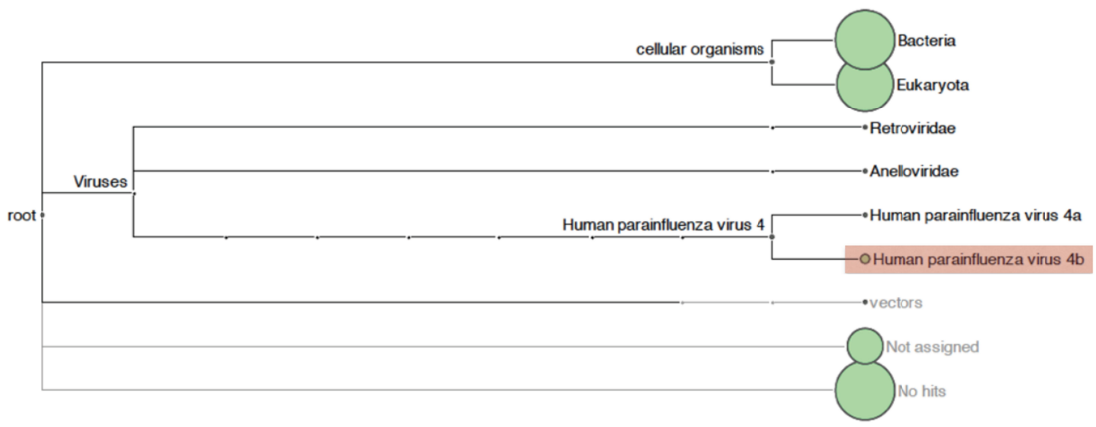 cellular organisms
Bacteria
Eukaryota
Retroviridae
Viruses
Anelloviridae
root
Human parainfluenza virus 4
Human parainfluenza virus 4a
Human parainfluenza virus 4b
vectors
Not assigned
No hits